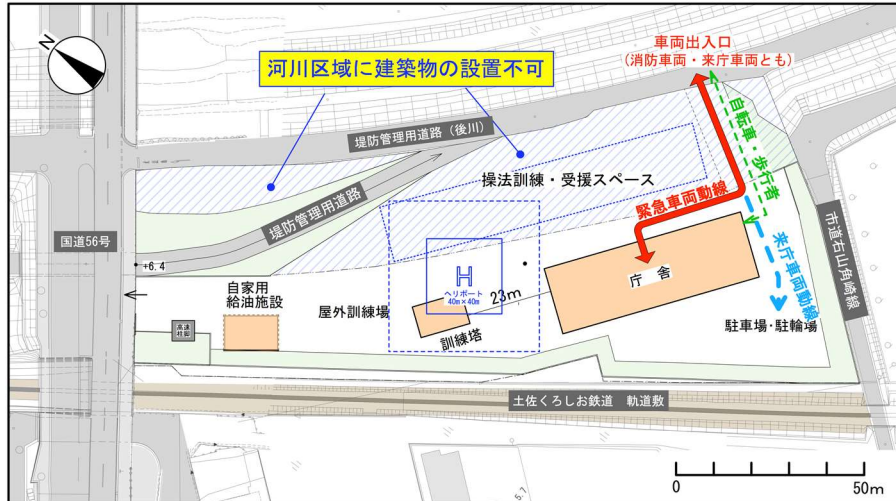 N
河川区域に建築物の設置不可
車両出入口
(消防車両・来庁車両とも)
自転車・歩行者
堤防管理用道路(後川)
操法訓練・受援スペース
堤防管理用道路
緊急車両動線
国道56号
市道右山角崎線
来庁車両動線
+6.4
自家用
給油施設
H
ヘリポート
40m×40m
23m
庁 舎
屋外訓練場
高速
柱脚
訓練塔
駐車場・駐輪場
土佐くろしお鉄道 軌道敷
5.7
0
50m